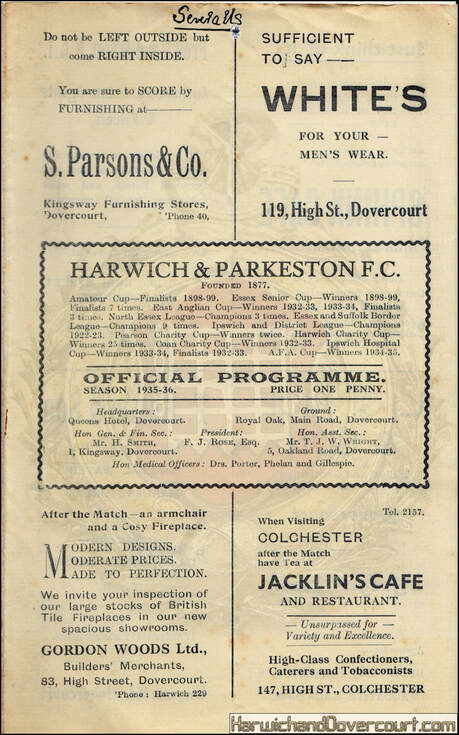 Do not be LEFT OUTSIDE but
come RIGHT INSIDE.
You are sure to SCORE by
FURNISHING at———
S. Parsons & Co.
Kingsway Furnishing Stores,
Dovercourt, 'Phone 40,
SUFFICIENT
TO SAY —
WHITE'S
FOR YOUR —
MEN'S WEAR.
119, High St., Dovercourt
HARWICH & PARKESTON F.C.
FOUNDED 1877.
Amateur Cup—Finalists 1898-99. Essex Senior Cup—Winners 1898-99,
Finalists 7 times. East Anglian Cup—Winners 1932-33, 1933-34, Finalists
3 times. North Essex League—Champions 3 times. Essex and Suffolk Border
League—Champions 9 times. Ipswich and District League—Champions
1922-23. Pearson Charity Cup—Winners twice. Harwich Charity Cup—
Winners 25 times. Coan Charity Cup—Winners 1932-33. Ipswich Hospital
Cup—Winners 1933-34, Finalists 1932-33. A.F.A. Cup—Winners 1934-35.
OFFICIAL PROGRAMME.
SEASON 1935-36. PRICE ONE PENNY.
Headquarters: Ground:
Queens Hotel, Dovercourt. Royal Oak, Main Road, Dovercourt.
Hon Gen. & Fin. Sec.: President: Hon. Asst. Sec.:
Mr. H. SMITH, F. J. ROSE, Esq. Mr. T. J. W. WRIGHT,
1, Kingsway, Dovercourt. 5, Oakland Road, Dovercourt.
Hon Medical Officers: Drs. Porter, Phelan and Gillespie.
After the Match—an armchair
and a Cosy Fireplace.
MODERN DESIGNS.
MODERATE PRICES.
MADE TO PERFECTION.
We invite your inspection of
our large stocks of British
Tile Fireplaces in our new
spacious showrooms.
GORDON WOODS Ltd.,
Builders' Merchants,
83, High Street, Dovercourt.
'Phone: Harwich 229
Tel. 2157.
When Visiting
COLCHESTER
after the Match
have Tea at
JACKLIN'S CAFE
AND RESTAURANT.
— Unsurpassed for —
Variety and Excellence.
High-Class Confectioners,
Caterers and Tobacconists
147, HIGH ST., COLCHESTER
HarwichandDovercourt.com